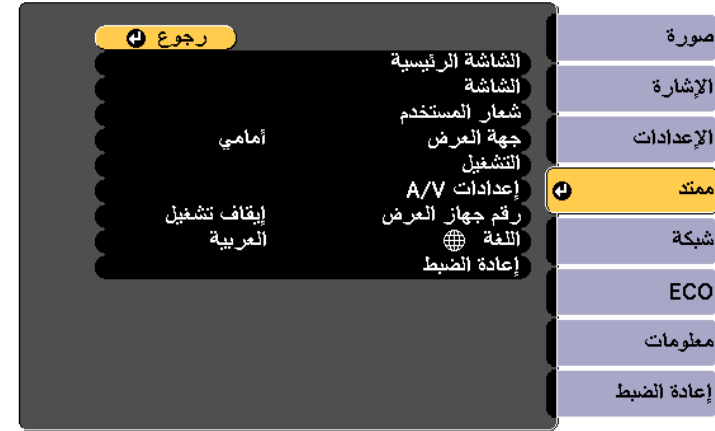 صورة
الإشارة
الإعدادات
ممتد
شبكة
ECO
معلومات
إعادة الضبط
رجوع
الشاشة الرئيسية
الشاشة
شعار المستخدم
جهة العرض أمامي
التشغيل
إعدادات A/V
رقم جهاز العرض إيقاف تشغيل
اللغة العربية
إعادة الضبط